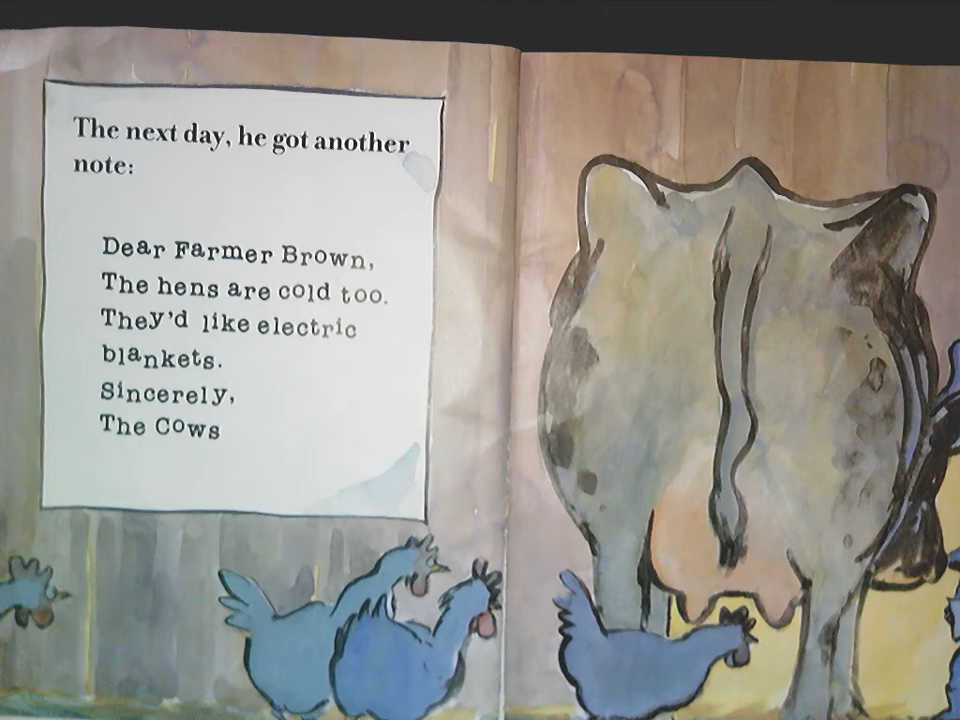 The next day, he got another
note:
Dear Farmer Brown,
The hens are cold too.
They'd like electric
blankets.
Sincerely,
The Cows